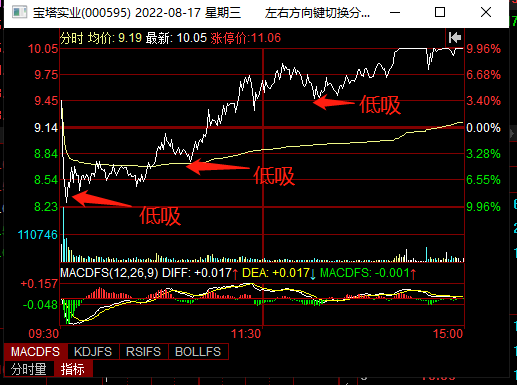 宝塔实业(000595) 2022-08-17 星期三 左右方向键切换分...
分时 均价: 9.19 最新: 10.05 涨停价:11.06
10.05 9.96%
9.75 6.68%
9.45 3.40%
低吸
9.14 0.00%
8.84 3.28%
低吸
8.54 6.55%
8.23 9.96%
低吸
110746
MACDFS(12,26,9) DIFF: +0.017↑ DEA: +0.017↓ MACDFS: -0.001↑
+0.157
-0.048
09:30 11:30 15:00
MACDFS KDJFS RSIFS BOLLFS
分时量 指标